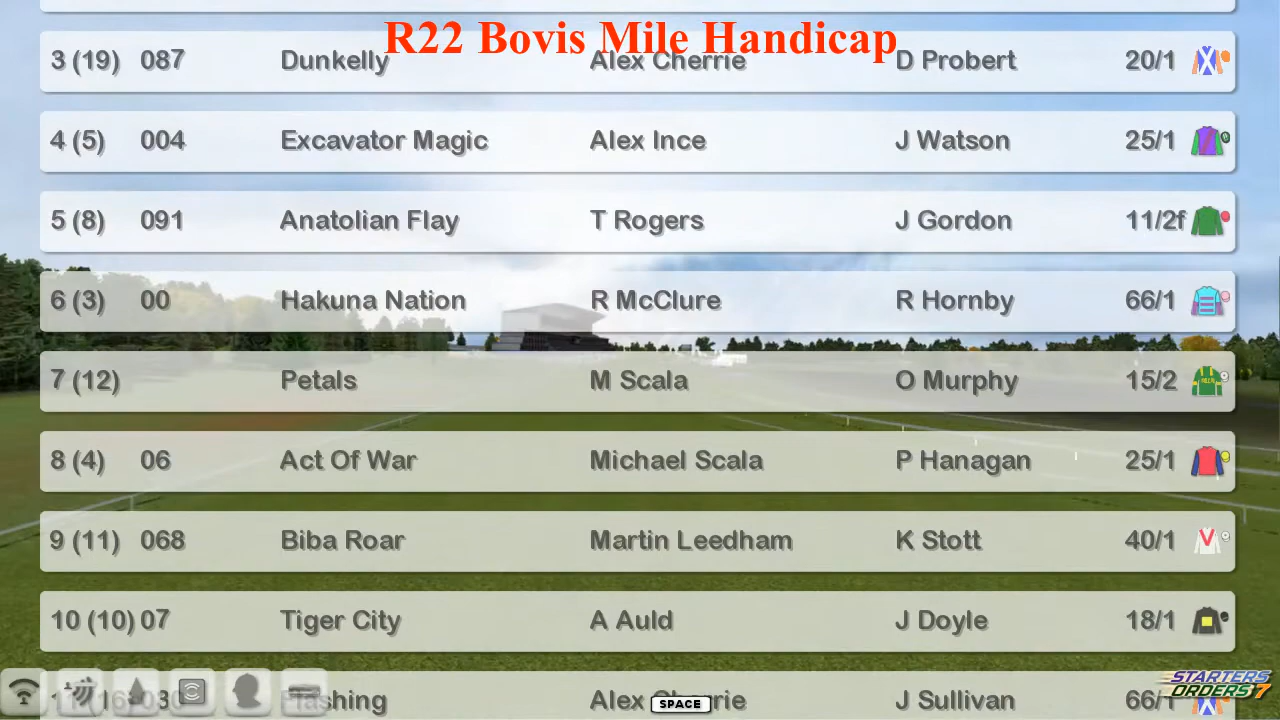 R22 Bovis Mile Handicap
3 (19) 087 Dunkelly Alex Cherrie D Probert 20/1
4 (5) 004 Excavator Magic Alex Ince J Watson 25/1
5 (8) 091 Anatolian Flay T Rogers J Gordon 11/2f
6 (3) 00 Hakuna Nation R McClure R Hornby 66/1
7 (12) Petals M Scala O Murphy 15/2
8 (4) 06 Act Of War Michael Scala P Hanagan 25/1
9 (11) 068 Biba Roar Martin Leedham K Stott 40/1
10 (10) 07 Tiger City A Auld J Doyle 18/1
Alex Cherrie J Sullivan 66/1
SPACE
STARTERS ORDERS 7